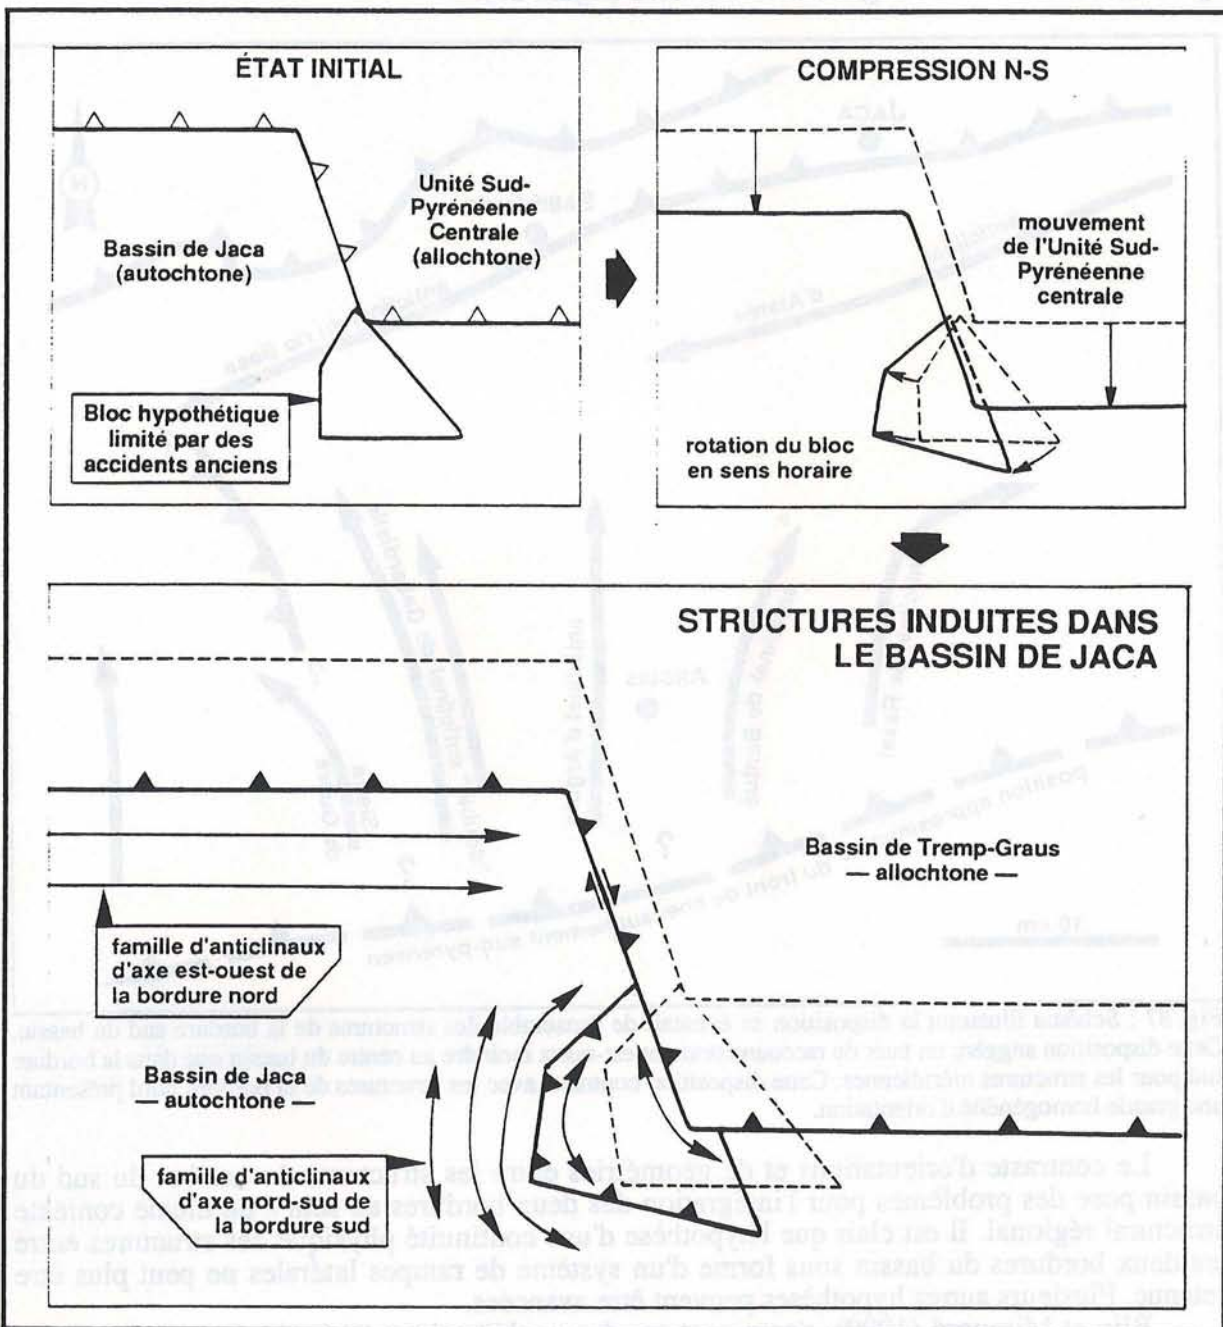 ÉTAT INITIAL
Bassin de Jaca
(autochtone)
Unité Sud-
Pyrénéenne
Centrale
(allochtone)
Bloc hypothétique
limité par des
accidents anciens
COMPRESSION N-S
mouvement
de l'Unité Sud-
Pyrénéenne
centrale
rotation du bloc
en sens horaire
STRUCTURES INDUITES DANS
LE BASSIN DE JACA
Bassin de Tremp-Graus
— allochtone —
famille d'anticlinaux
d'axe est-ouest de
la bordure nord
Bassin de Jaca
— autochtone —
famille d'anticlinaux
d'axe nord-sud de
la bordure sud